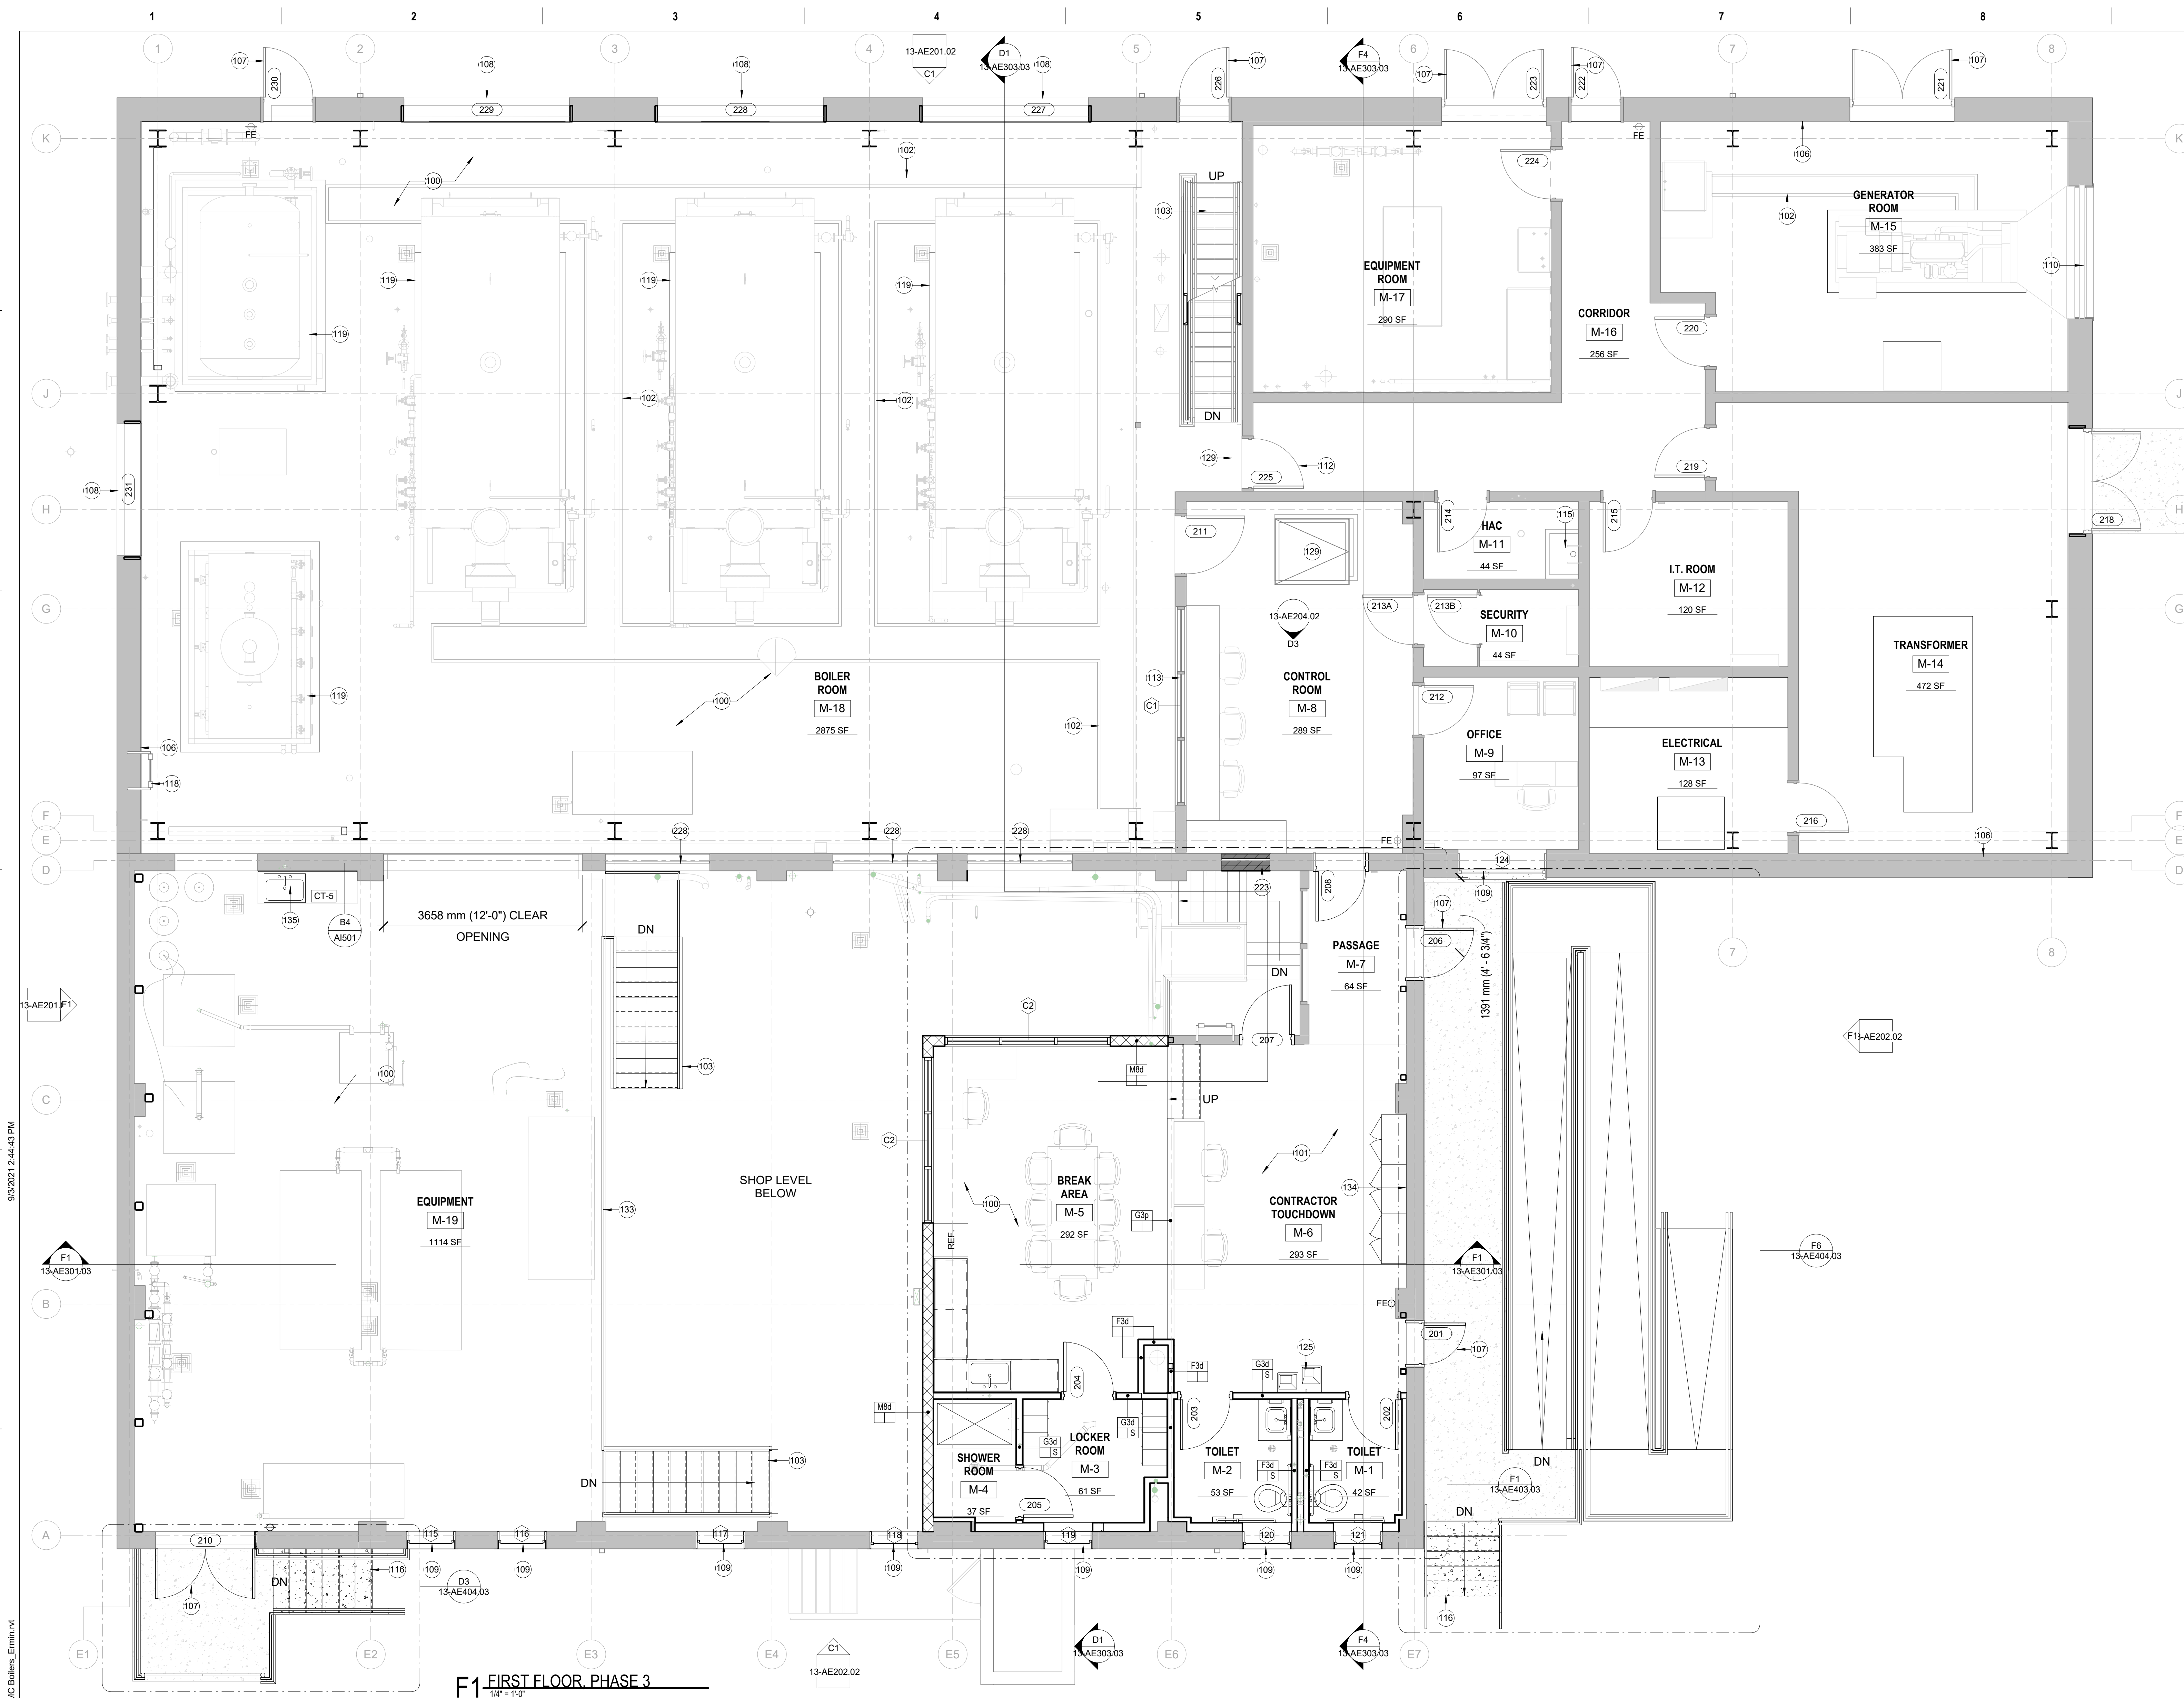 1 2 3 4 5 6 7 8
1 2 3 4 5 6 7 8
13-AE201.02
C1
D1
13-AE303.03
F4
13-AE303.03
107 230 108 108 108 107 226 107 223 222 107 221 107
229 228 227
FE FE
K K
102 106
100 224
UP
103
GENERATOR
ROOM
M-15
383 SF
102
EQUIPMENT
ROOM
M-17
290 SF
110
119 119 119
119
CORRIDOR
M-16
256 SF
220
J J
102 102
DN
129 112
225
219
108 231
H H
218
211
129
214
HAC
M-11
44 SF
115
215
I.T. ROOM
M-12
120 SF
G G
213A 213B
13-AE204.02
D3
SECURITY
M-10
44 SF
TRANSFORMER
M-14
472 SF
BOILER
ROOM
M-18
2875 SF
100
119
113
C1
102
CONTROL
ROOM
M-8
289 SF
212
OFFICE
M-9
97 SF
ELECTRICAL
M-13
128 SF
106
118
216
106
F F
E E
D D
228 228 228
FE
124
109
223
208
107
206
135
CT-5
B4
AI501
3658 mm (12'-0") CLEAR
OPENING
DN
DN
PASSAGE
M-7
64 SF
1391 mm (4' - 6 3/4")
7 8
13-AE201.
F1
F1
-AE202.02
C2
207
M8d
103
100
C
UP
C2
101
134
SHOP LEVEL
BELOW
BREAK
AREA
M-5
292 SF
100
G3p
CONTRACTOR
TOUCHDOWN
M-6
293 SF
EQUIPMENT
M-19
1114 SF
133
REF.
F1
13-AE301.03
F1
13-AE301.03
F6
13-AE404.03
B
FE
F3d
F3d
G3d
S
125
201
107
204
203
202
M8d
G3d
S
G3d
S
LOCKER
ROOM
M-3
61 SF
SHOWER
ROOM
M-4
37 SF
205
TOILET
M-2
53 SF
F3d
S
F3d
S
TOILET
M-1
42 SF
103
DN
DN
F1
13-AE403.03
DN
A
210
115 116 117 118 119 120 121
109 109 109 109 109 109 109
DN
116
107
D3
13-AE404.03
116
E1 E2 E3 E4 E5 E6 E7
C1
13-AE202.02
D1
13-AE303.03
F4
13-AE303.03
F1 FIRST FLOOR, PHASE 3
1/4" = 1'-0"
9/3/2021 2:44:43 PM
MC Boilers_Ermin.rvt